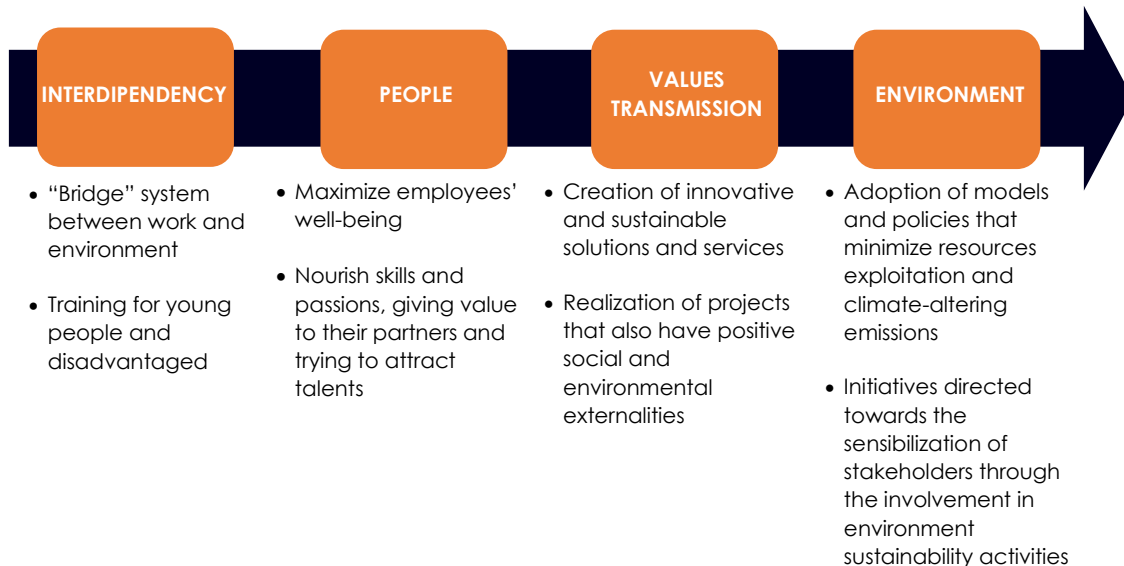 INTERDIPENDENCY
• “Bridge” system
between work and
environment
• Training for young
people and
disadvantaged
PEOPLE
• Maximize employees’
well-being
• Nourish skills and
passions, giving value
to their partners and
trying to attract
talents
VALUES
TRANSMISSION
• Creation of innovative
and sustainable
solutions and services
• Realization of projects
that also have positive
social and
environmental
externalities
ENVIRONMENT
• Adoption of models
and policies that
minimize resources
exploitation and
climate-altering
emissions
• Initiatives directed
towards the
sensibilization of
stakeholders through
the involvement in
environment
sustainability activities